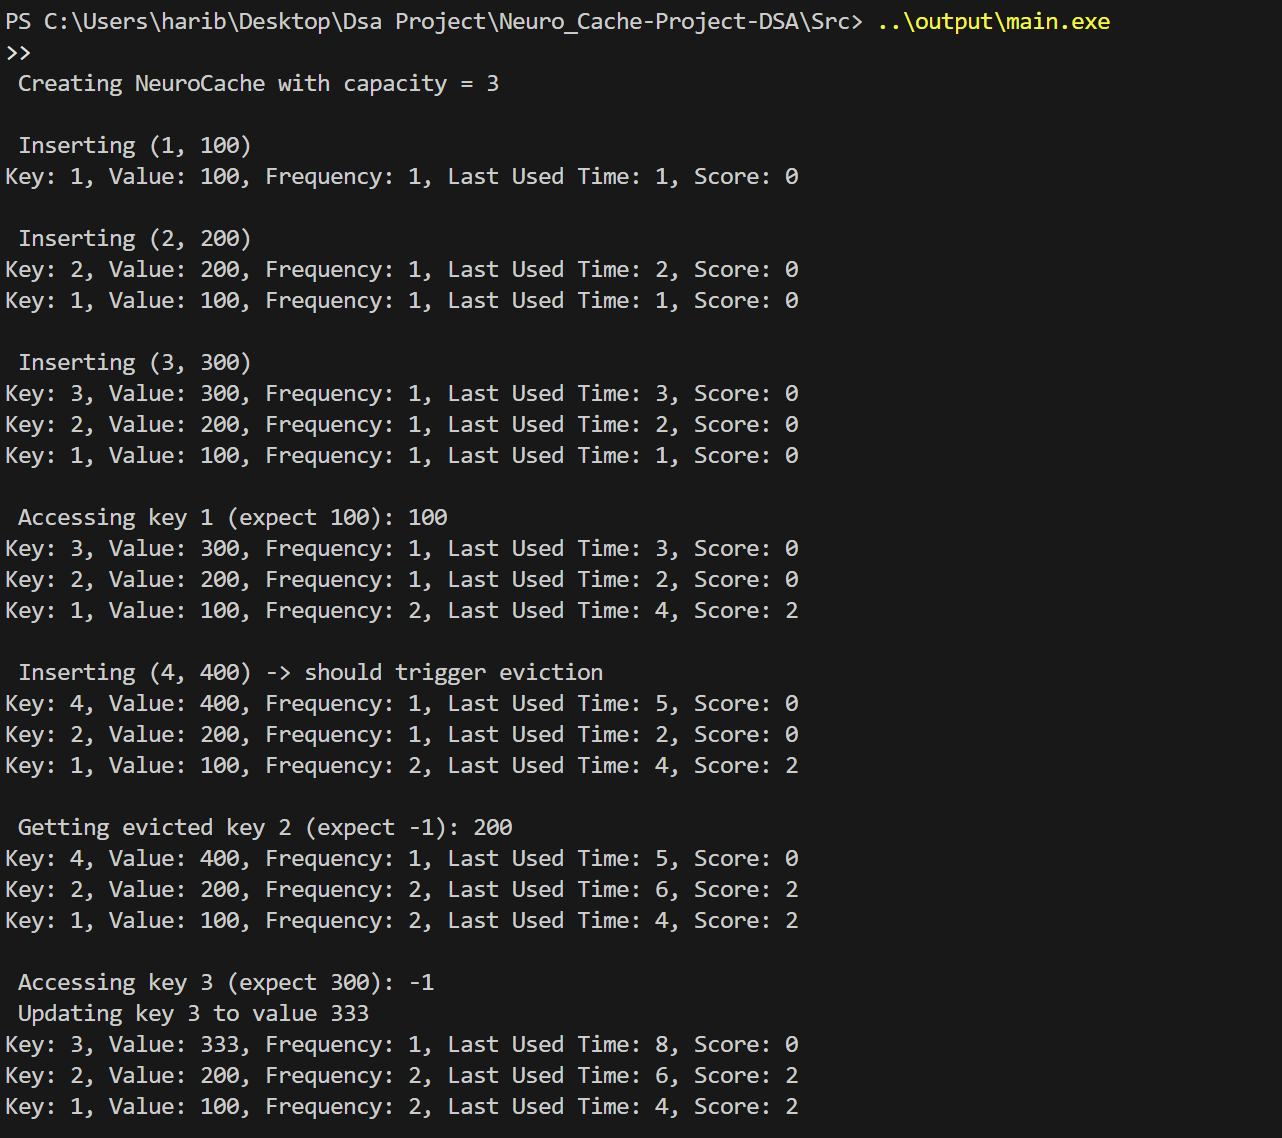 PS C:\Users\harib\Desktop\Dsa Project\Neuro_Cache-Project-DSA\Src> ..\output\main.exe
>>
Creating NeuroCache with capacity = 3
Inserting (1, 100)
Key: 1, Value: 100, Frequency: 1, Last Used Time: 1, Score: 0
Inserting (2, 200)
Key: 2, Value: 200, Frequency: 1, Last Used Time: 2, Score: 0
Key: 1, Value: 100, Frequency: 1, Last Used Time: 1, Score: 0
Inserting (3, 300)
Key: 3, Value: 300, Frequency: 1, Last Used Time: 3, Score: 0
Key: 2, Value: 200, Frequency: 1, Last Used Time: 2, Score: 0
Key: 1, Value: 100, Frequency: 1, Last Used Time: 1, Score: 0
Accessing key 1 (expect 100): 100
Key: 3, Value: 300, Frequency: 1, Last Used Time: 3, Score: 0
Key: 2, Value: 200, Frequency: 1, Last Used Time: 2, Score: 0
Key: 1, Value: 100, Frequency: 2, Last Used Time: 4, Score: 2
Inserting (4, 400) -> should trigger eviction
Key: 4, Value: 400, Frequency: 1, Last Used Time: 5, Score: 0
Key: 2, Value: 200, Frequency: 1, Last Used Time: 2, Score: 0
Key: 1, Value: 100, Frequency: 2, Last Used Time: 4, Score: 2
Getting evicted key 2 (expect -1): 200
Key: 4, Value: 400, Frequency: 1, Last Used Time: 5, Score: 0
Key: 2, Value: 200, Frequency: 2, Last Used Time: 6, Score: 2
Key: 1, Value: 100, Frequency: 2, Last Used Time: 4, Score: 2
Accessing key 3 (expect 300): -1
Updating key 3 to value 333
Key: 3, Value: 333, Frequency: 1, Last Used Time: 8, Score: 0
Key: 2, Value: 200, Frequency: 2, Last Used Time: 6, Score: 2
Key: 1, Value: 100, Frequency: 2, Last Used Time: 4, Score: 2